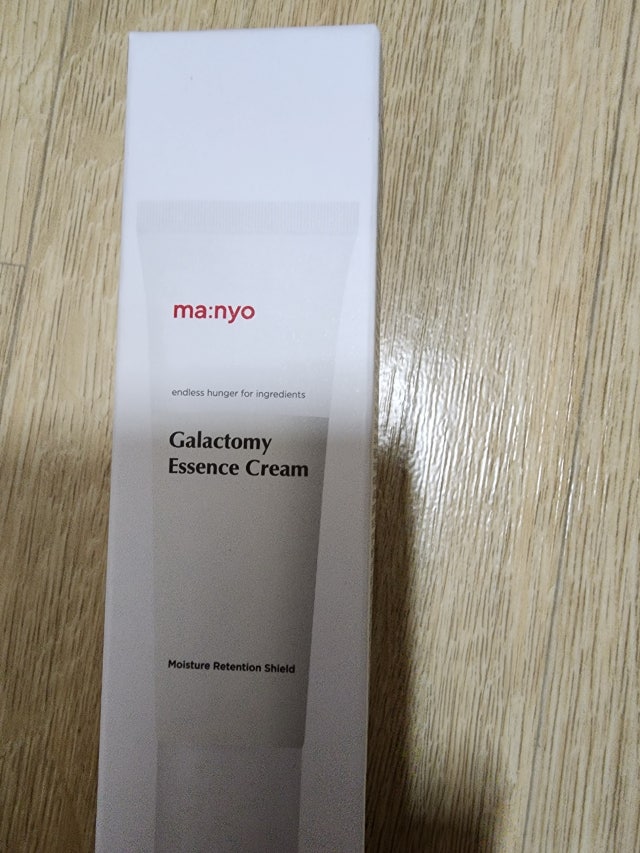 ma:nyo
endless hunger for ingredients
Galactomy
Essence Cream
Moisture Retention Shield